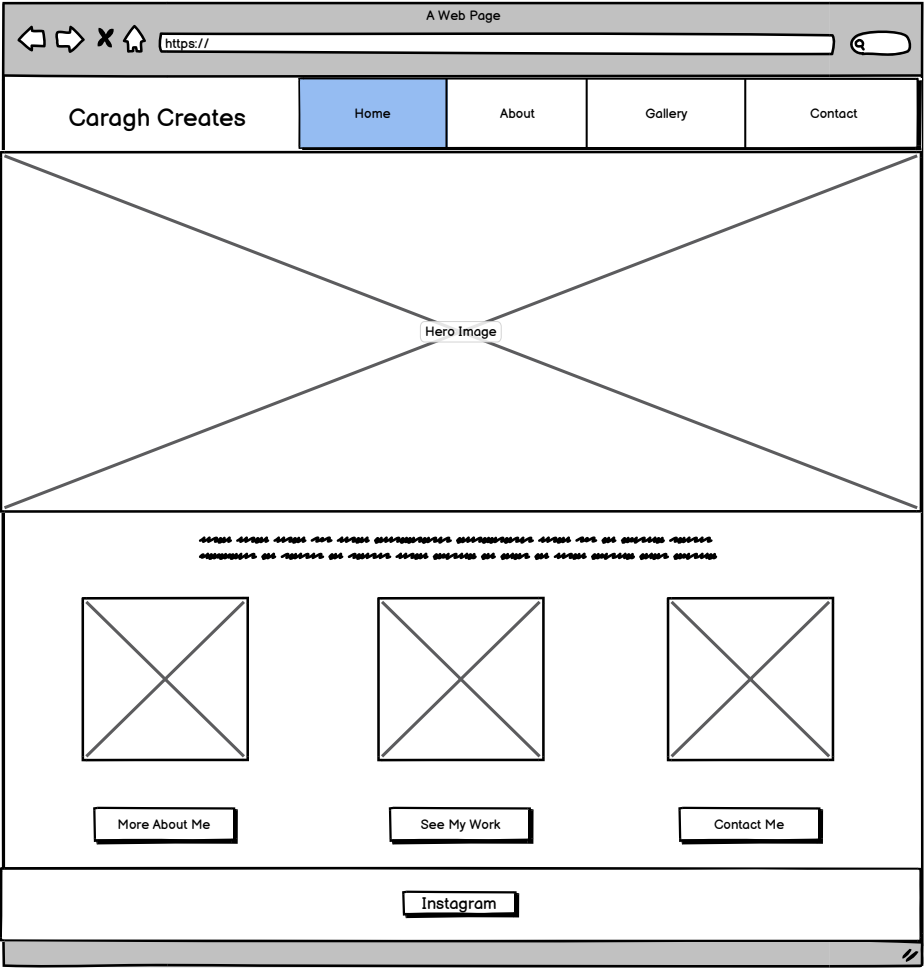 A Web Page
https://
Caragh Creates
Home
About
Gallery
Contact
Hero Image
More About Me
See My Work
Contact Me
Instagram